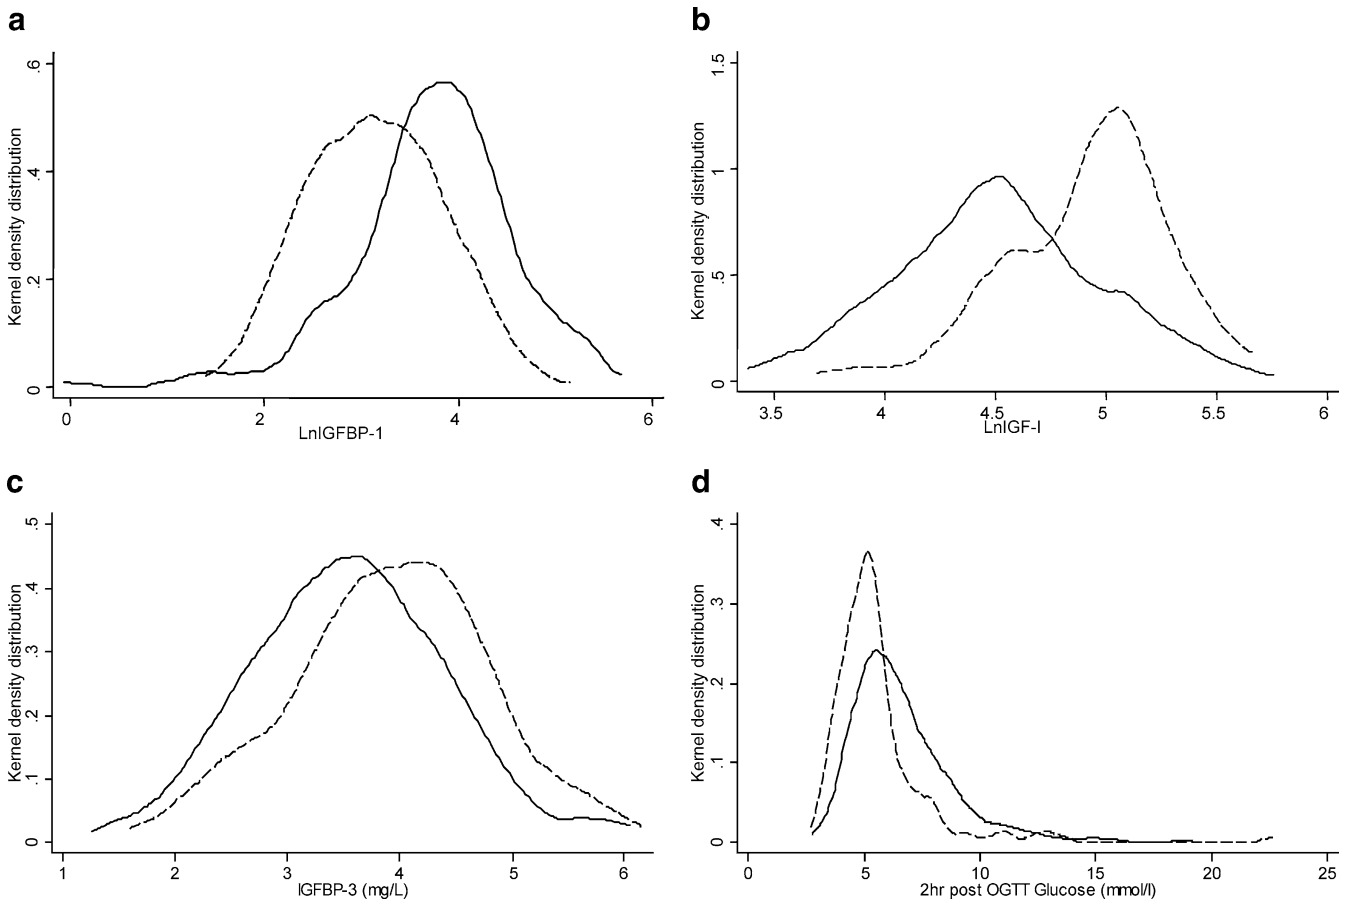 a
Kernel density distribution
.6
.4
.2
0
0 2 4 6
LnIGFBP-1
b
Kernel density distribution
1.5
1
.5
0
3.5 4 4.5 5 5.5 6
LnIGF-I
c
Kernel density distribution
.5
.4
.3
.2
.1
0
1 2 3 4 5 6
IGFBP-3 (mg/L)
d
Kernel density distribution
.4
.3
.2
.1
0
0 5 10 15 20 25
2hr post OGTT Glucose (mmol/l)